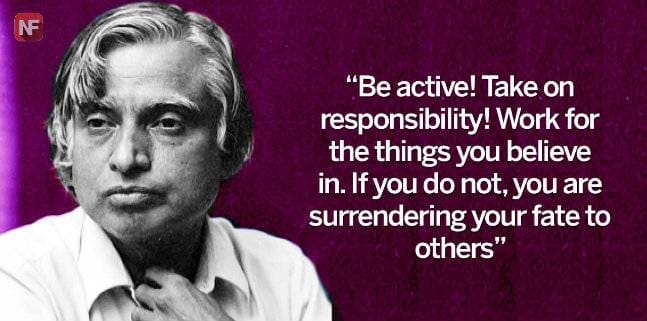 NF
“Be active! Take on
responsibility! Work for
the things you believe
in. If you do not, you are
surrendering your fate to
others”